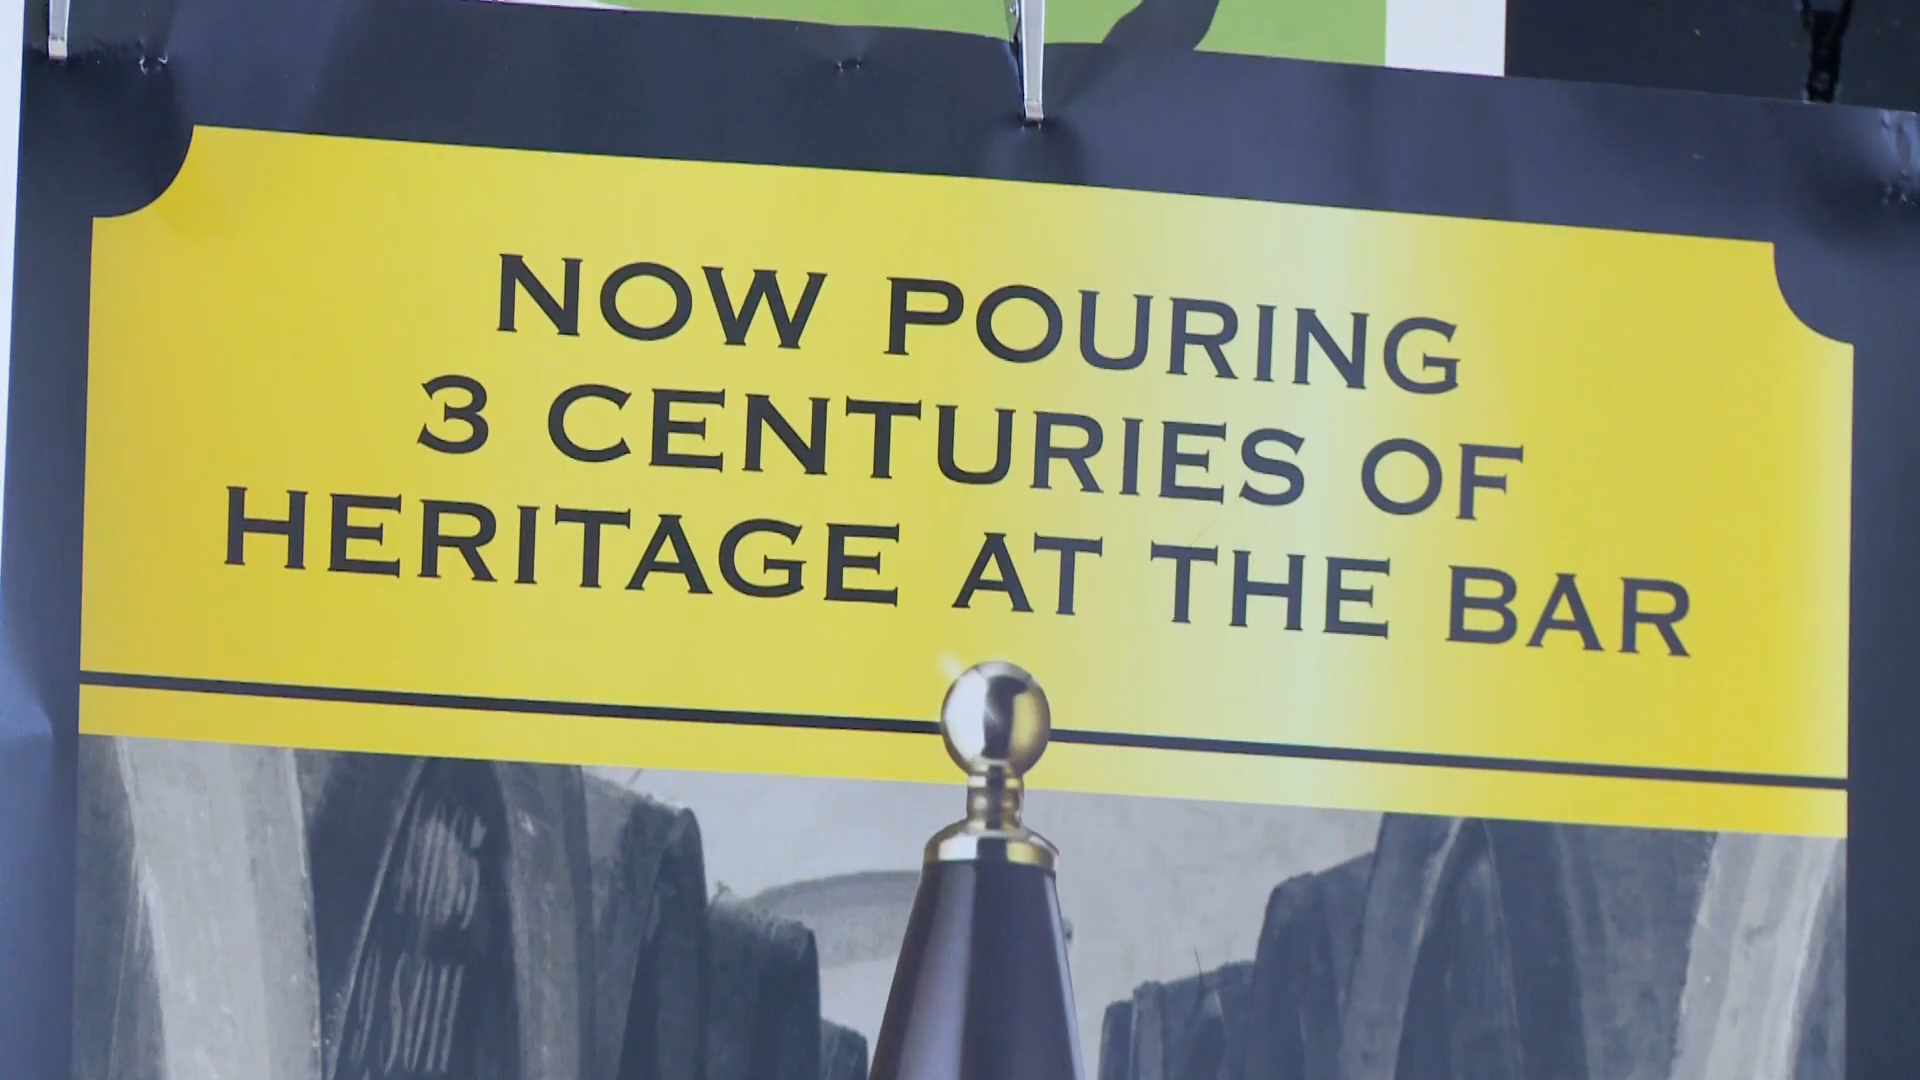 NOW POURING
3 CENTURIES OF
HERITAGE AT THE BAR